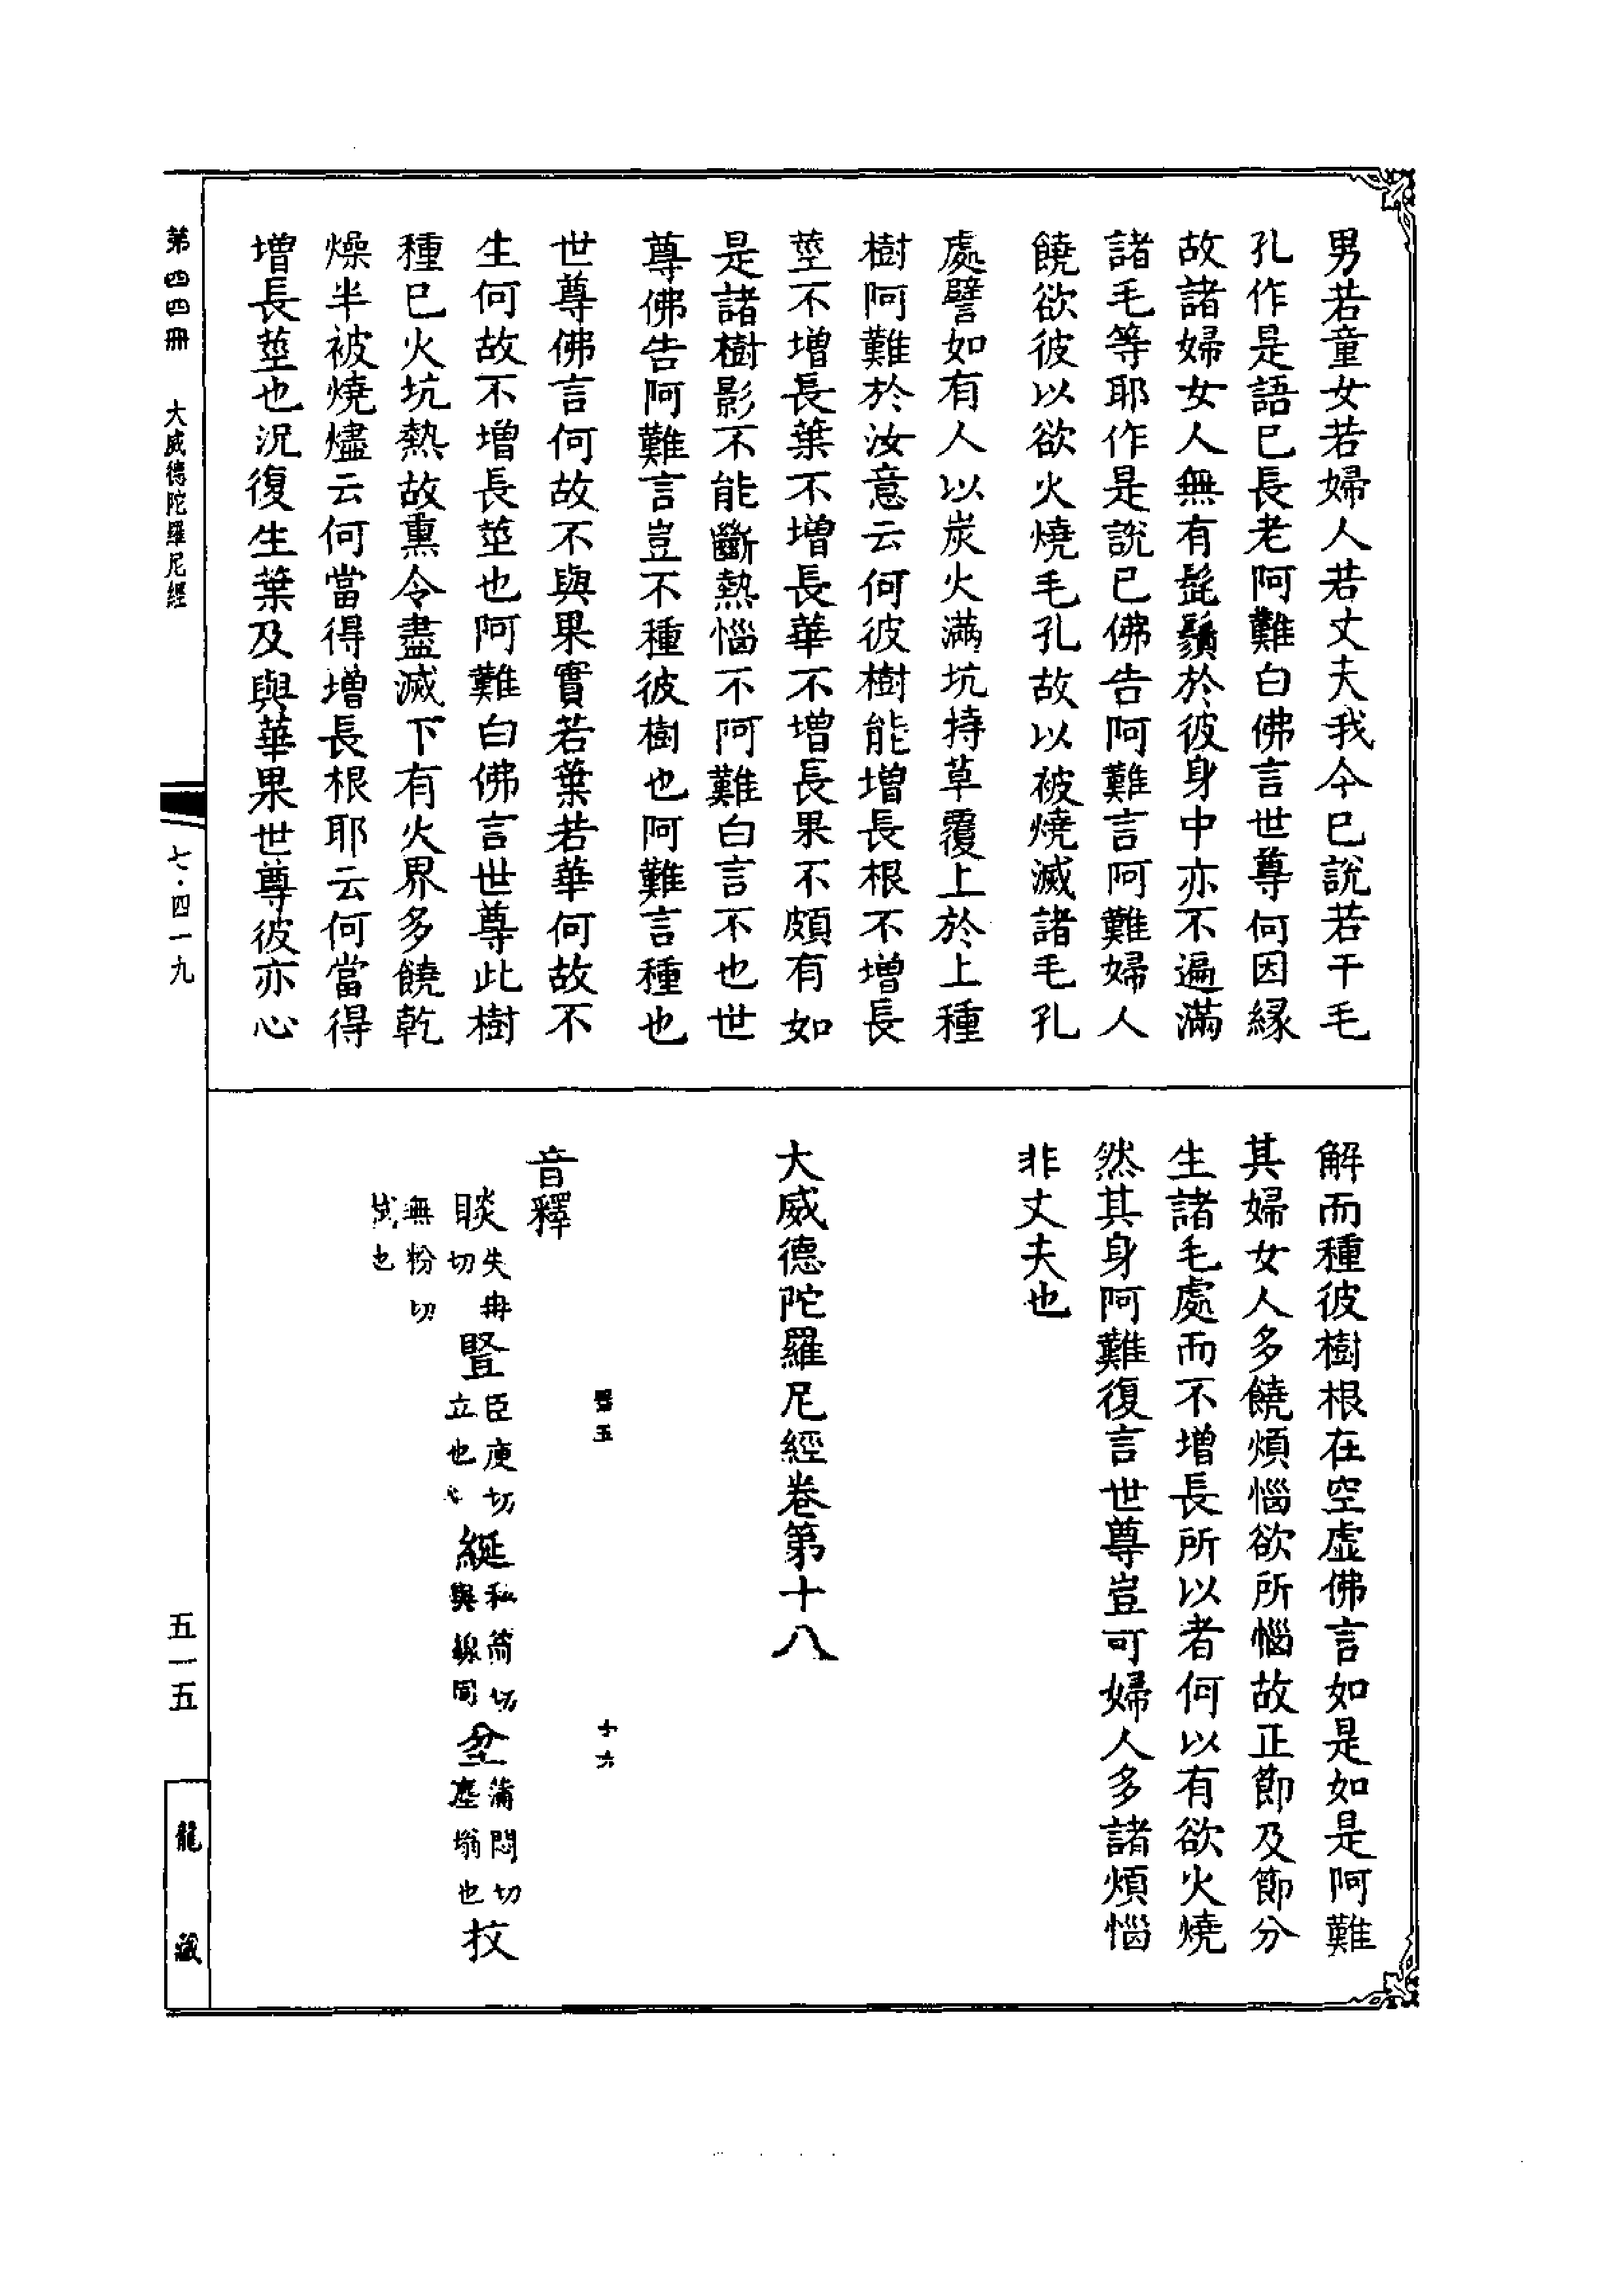 男若童女若婦人若丈夫我今已說若干毛
孔作是語已長老阿難白佛言世尊何因緣
故諸婦女人無有髭鬚於彼身中亦不遍滿
諸毛等耶作是說已佛告阿難言阿難婦人
饒欲彼以欲火燒毛孔故以被燒滅諸毛孔
處譬如有人以炭火滿坑持草覆上於上種
樹阿難於汝意云何彼樹能增長根不增長
莖不增長葉不增長華不增長果不頗有如
是諸樹影不能斷熱惱不阿難白言不也世
尊佛告阿難言豈不種彼樹也阿難言種也
世尊佛言何故不與果實若葉若華何故不
生何故不增長莖也阿難白佛言世尊此樹
種已火坑熱故熏令盡滅下有火界多饒乾
燥半被燒燼云何當得增長根耶云何當得
增長莖也況復生葉及與華果世尊彼亦心
解而種彼樹根在空虛佛言如是如是阿難
其婦女人多饒煩惱欲所惱故正節及節分
生諸毛處而不增長所以者何以有欲火燒
然其身阿難復言世尊豈可婦人多諸煩惱
非丈夫也
大威德陀羅尼經卷第十八
十六
音釋
睒失冉切 豎臣庾切立也 綖私箭切與線同 坌蒲悶切塵塕也 抆
無粉切拭也
第四四冊 大威德陀羅尼經
七·四一九
五一五
龍藏